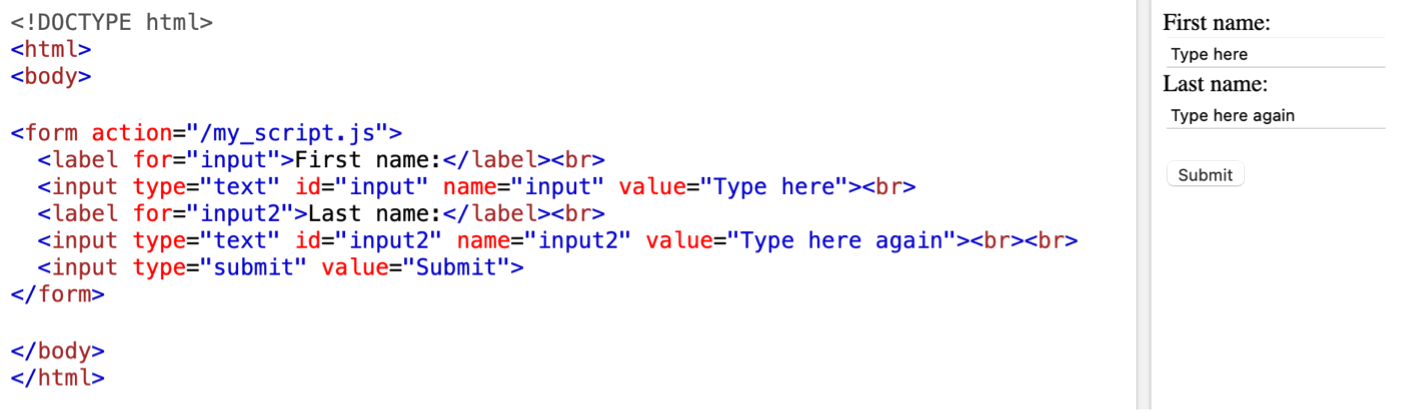 <!DOCTYPE html>
<html>
<body>
<form action="/my_script.js">
<label for="input">First name:</label><br>
<input type="text" id="input" name="input" value="Type here"><br>
<label for="input2">Last name:</label><br>
<input type="text" id="input2" name="input2" value="Type here again"><br><br>
<input type="submit" value="Submit">
</form>
</body>
</html>
First name:
Type here
Last name:
Type here again
Submit